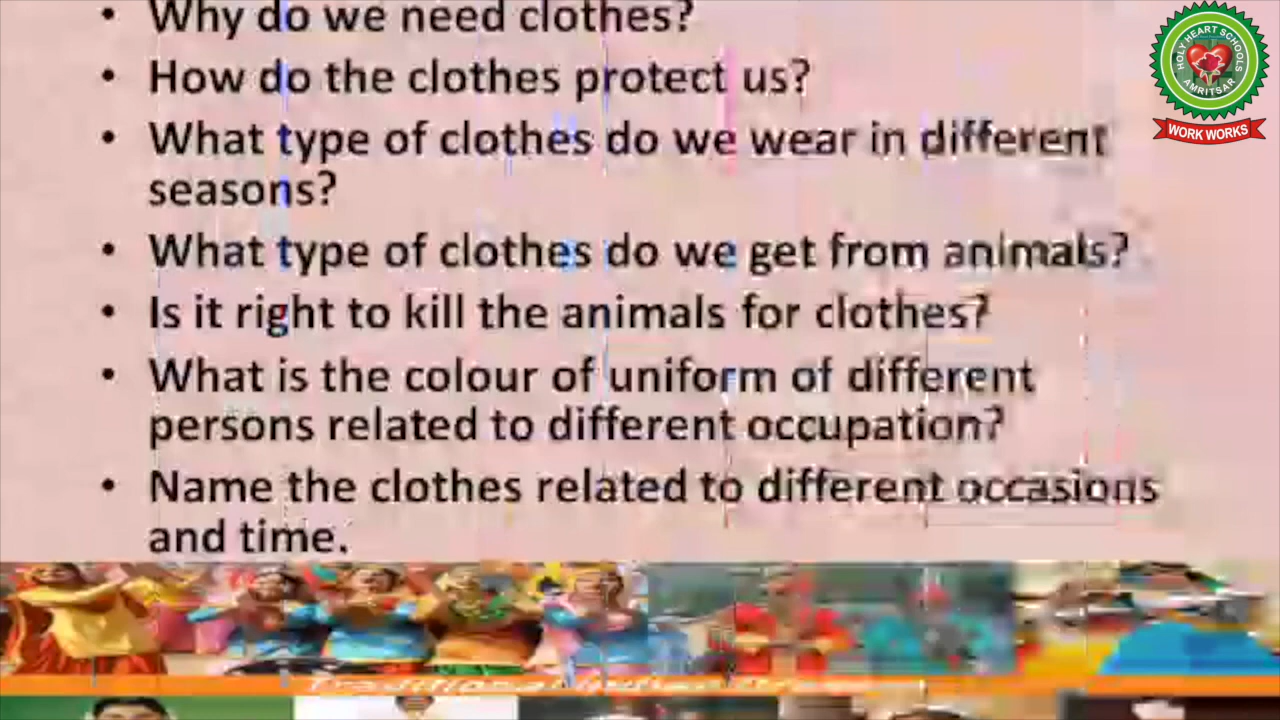 • Why do we need clothes?
• How do the clothes protect us?
• What type of clothes do we wear in different
seasons?
• What type of clothes do we get from animals?
• Is it right to kill the animals for clothes?
• What is the colour of uniform of different
persons related to different occupation?
• Name the clothes related to different occasions
and time.
HOLY HEART SCHOOLS
AMRITSAR
WORK WORKS
Traditional Indian